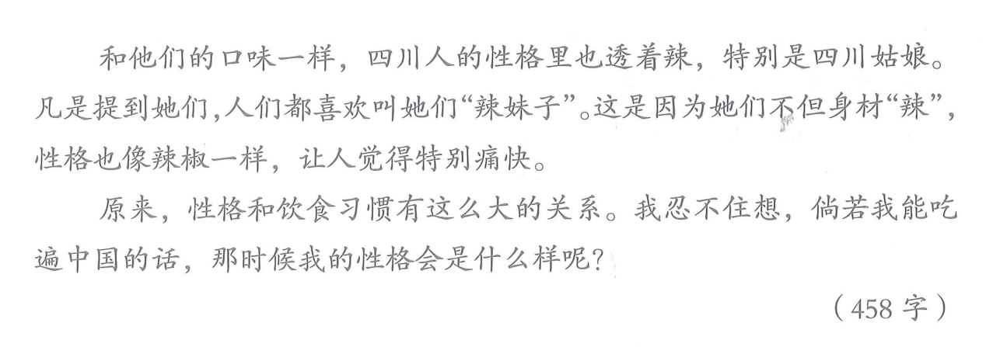 和他们的口味一样，四川人的性格里也透着辣，特别是四川姑娘。
凡是提到她们，人们都喜欢叫她们“辣妹子”。这是因为她们不但身材“辣”，
性格也像辣椒一样，让人觉得特别痛快。
原来，性格和饮食习惯有这么大的关系。我忍不住想，倘若我能吃
遍中国的话，那时候我的性格会是什么样呢？
（458 字）